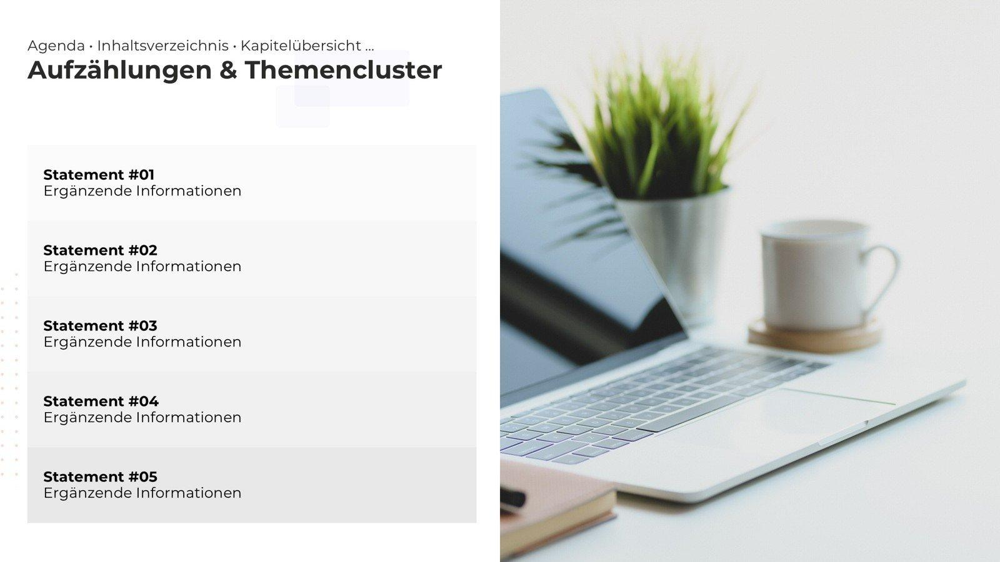 Agenda • Inhaltsverzeichnis • Kapitelübersicht ...
Aufzählungen & Themencluster
Statement #01
Ergänzende Informationen
Statement #02
Ergänzende Informationen
Statement #03
Ergänzende Informationen
Statement #04
Ergänzende Informationen
Statement #05
Ergänzende Informationen